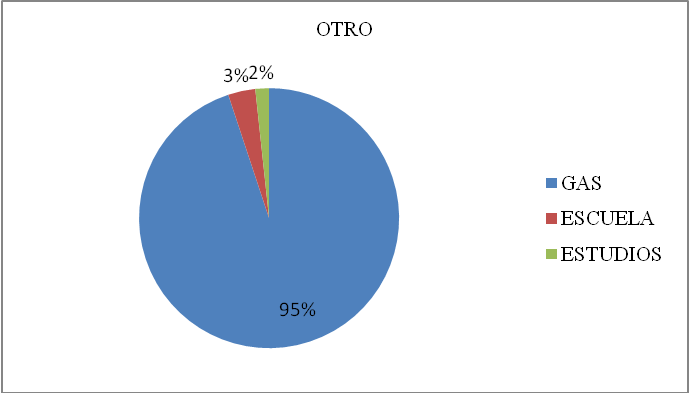 OTRO
3%
2%
95%
GAS
ESCUELA
ESTUDIOS